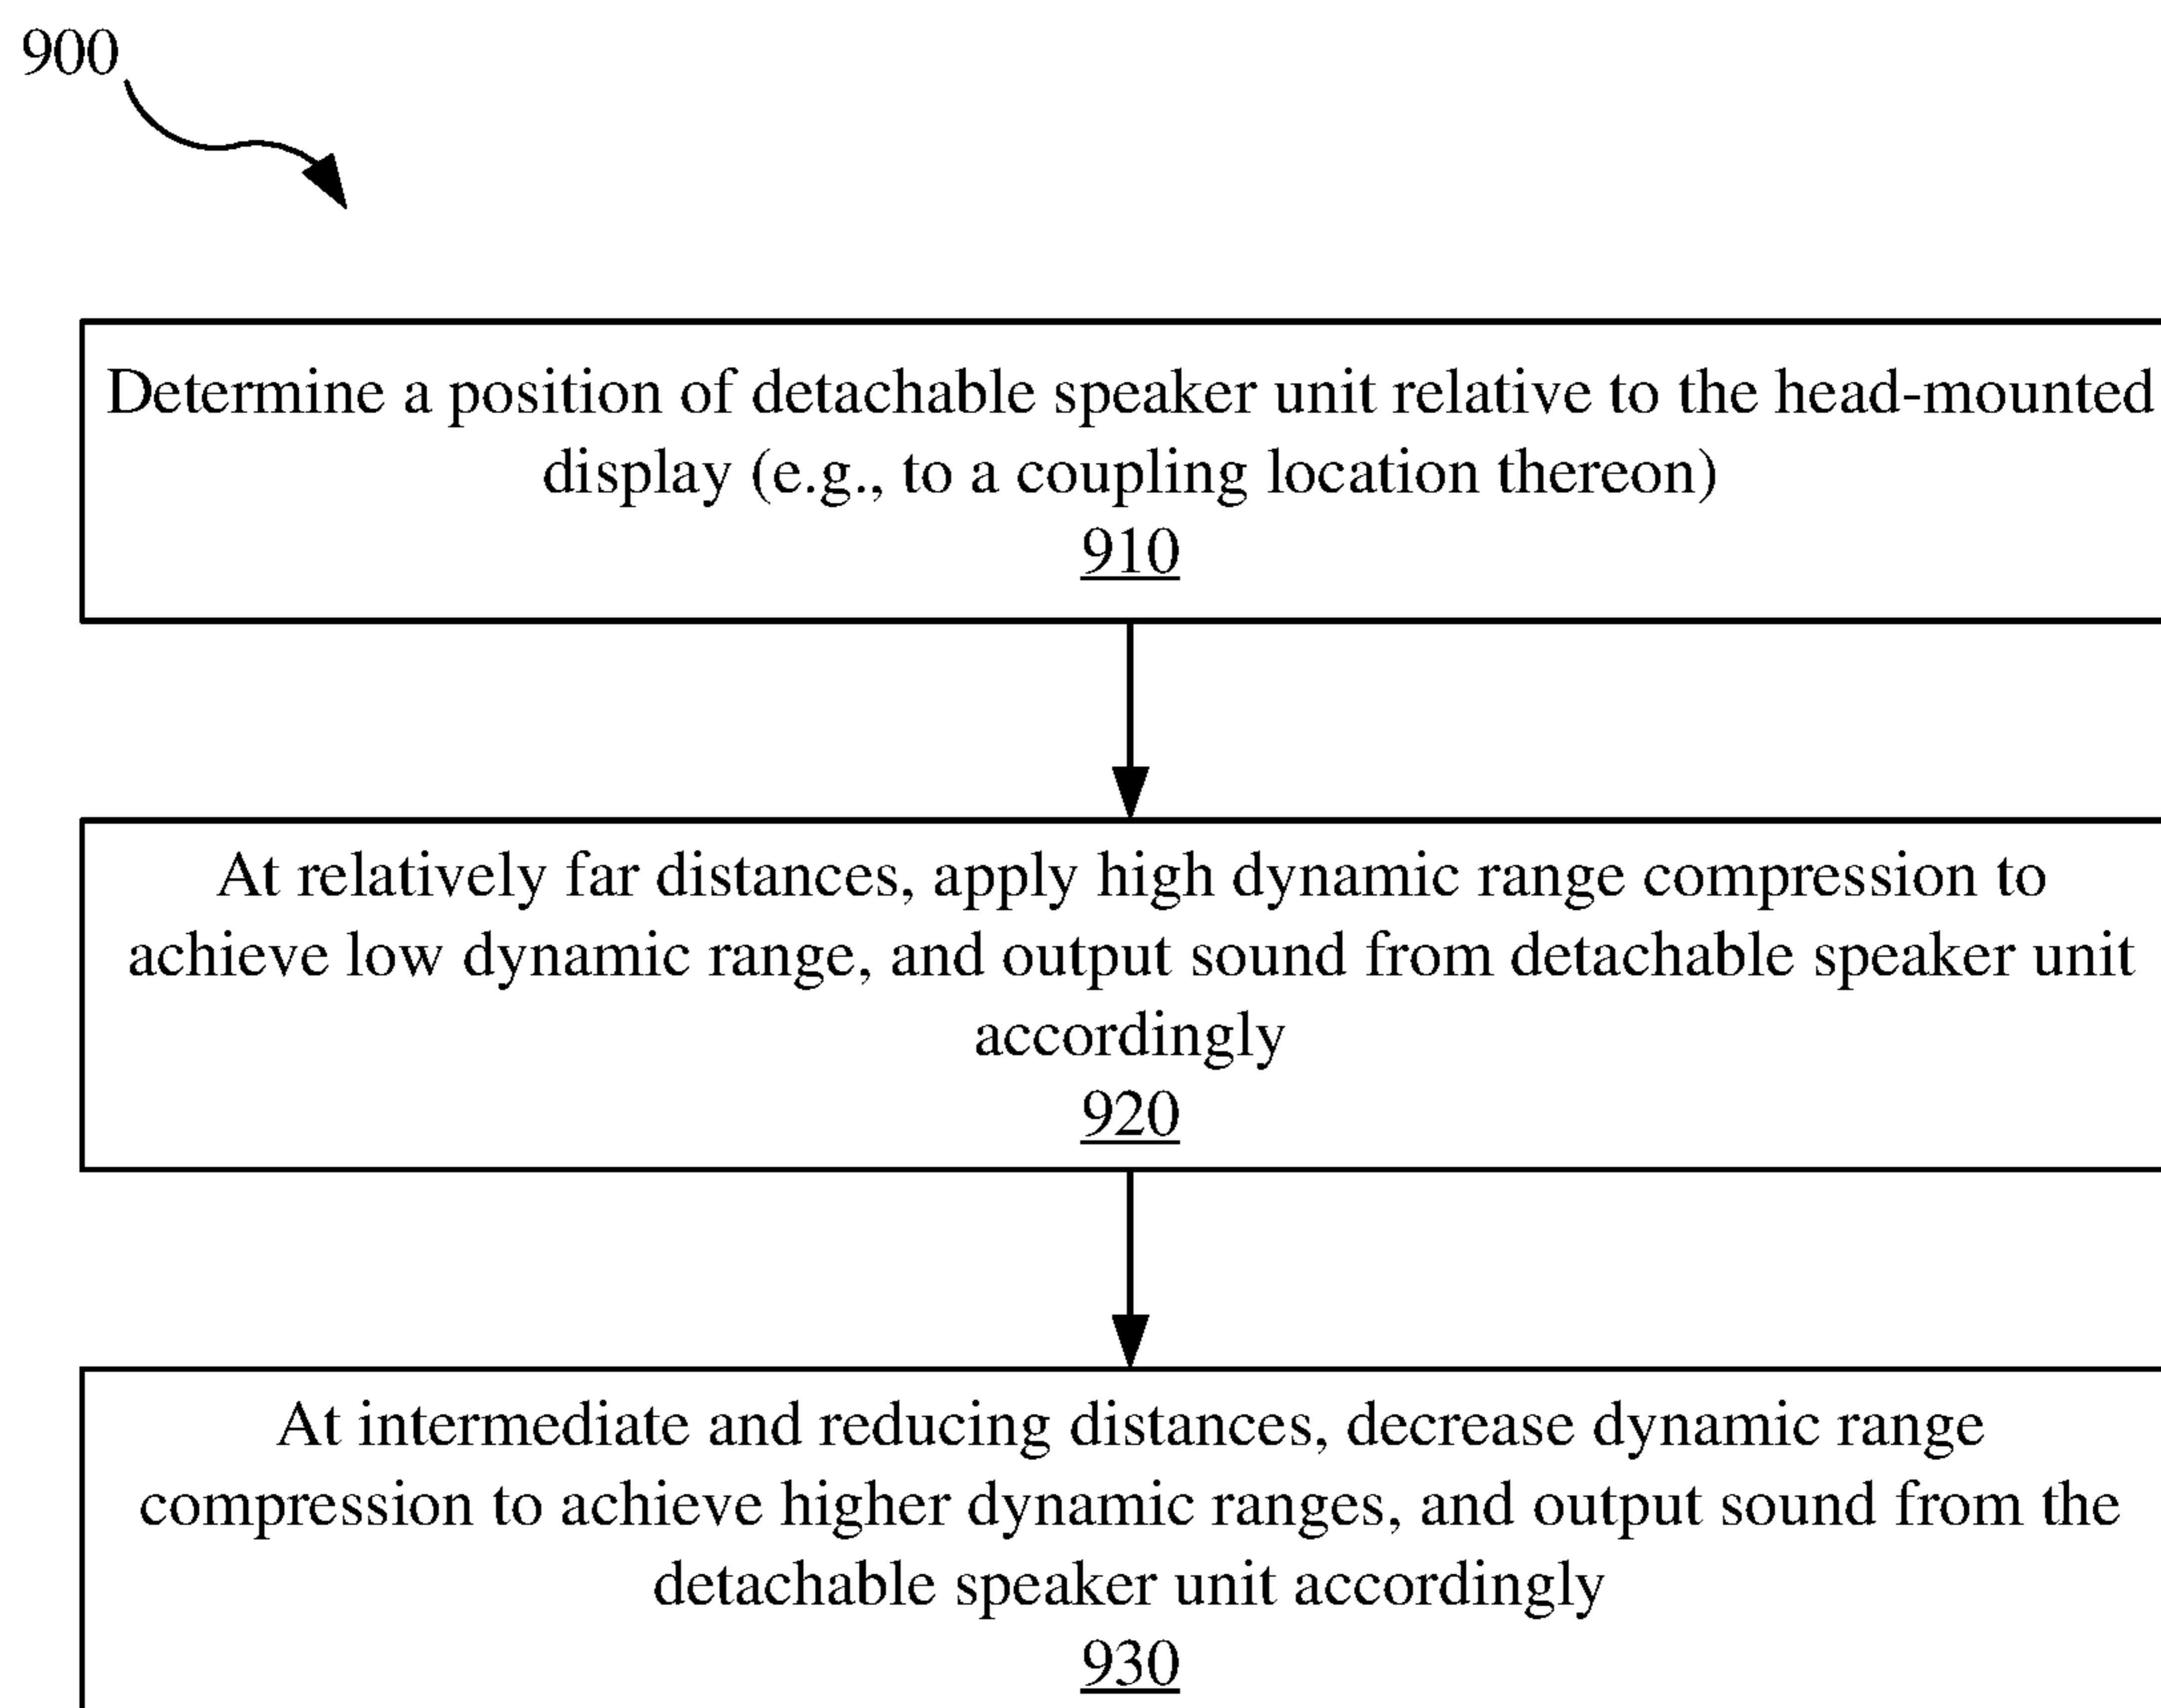 900
Determine a position of detachable speaker unit relative to the head-mounted
display (e.g., to a coupling location thereon)
910
At relatively far distances, apply high dynamic range compression to
achieve low dynamic range, and output sound from detachable speaker unit
accordingly
920
At intermediate and reducing distances, decrease dynamic range
compression to achieve higher dynamic ranges, and output sound from the
detachable speaker unit accordingly
930